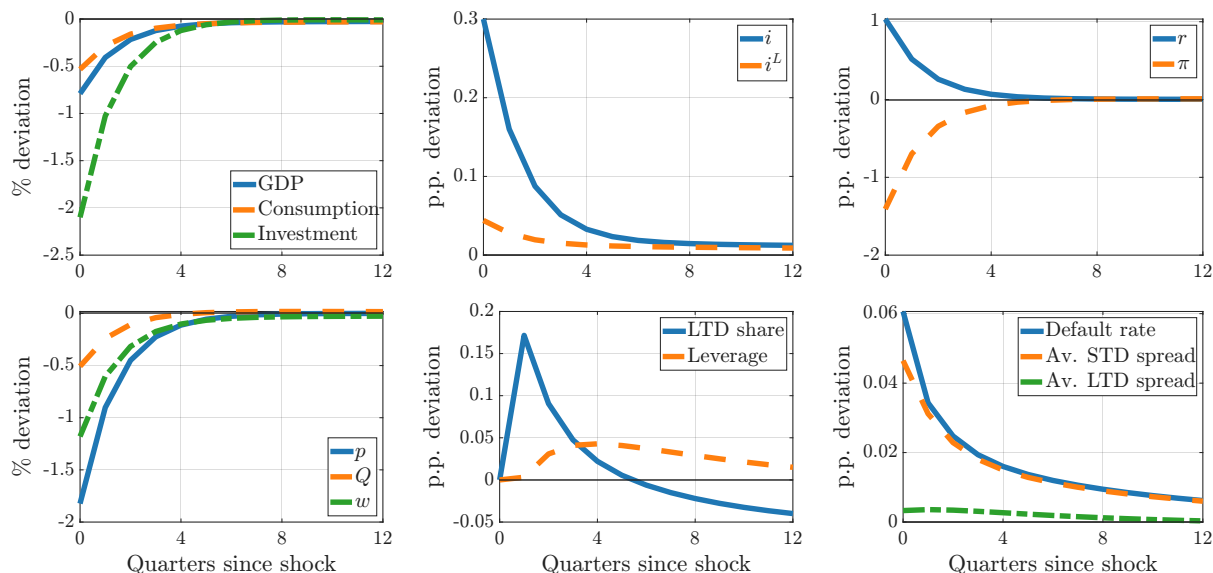 % deviation
0
-0.5
-1
-1.5
-2
-2.5
GDP
Consumption
Investment
0 4 8 12
p.p. deviation
0.3
0.2
0.1
0
i
i^L
0 4 8 12
p.p. deviation
1
0
-1
-2
r
π
0 4 8 12
% deviation
0
-0.5
-1
-1.5
-2
p
Q
w
0 4 8 12
Quarters since shock
p.p. deviation
0.2
0.15
0.1
0.05
0
-0.05
LTD share
Leverage
0 4 8 12
Quarters since shock
p.p. deviation
0.06
0.04
0.02
0
Default rate
Av. STD spread
Av. LTD spread
0 4 8 12
Quarters since shock